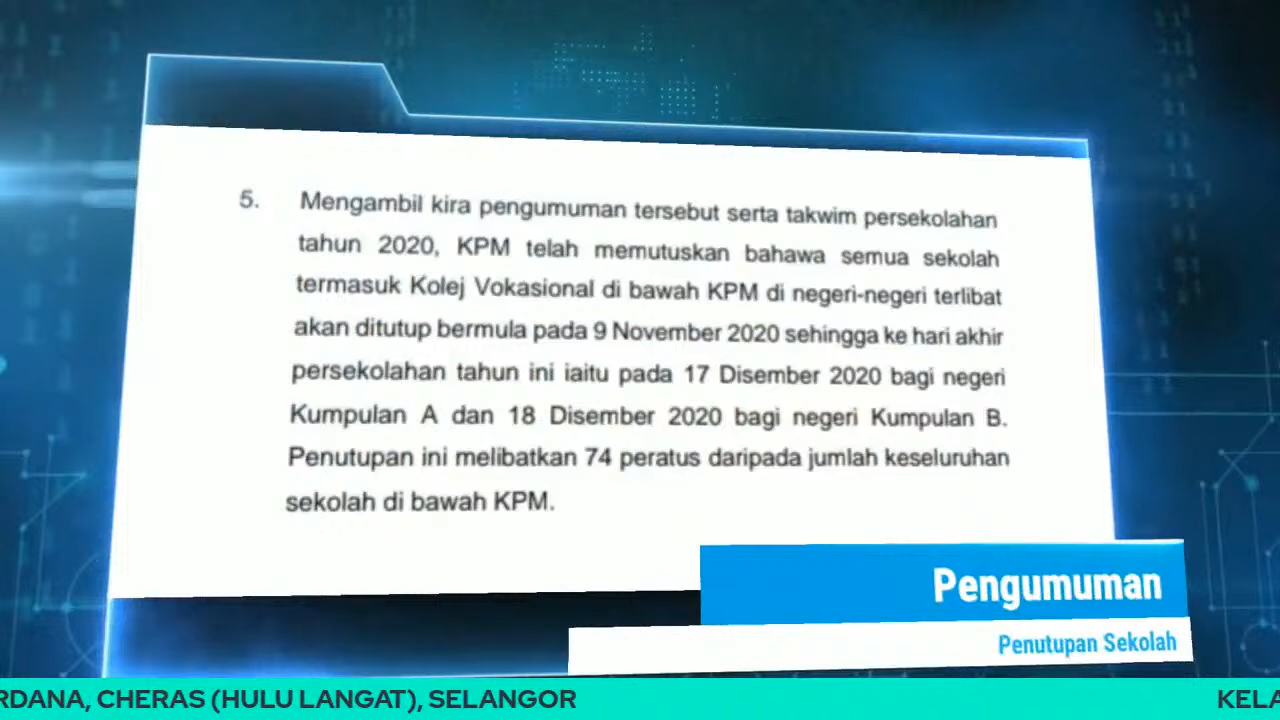 5. Mengambil kira pengumuman tersebut serta takwim persekolahan
tahun 2020, KPM telah memutuskan bahawa semua sekolah
termasuk Kolej Vokasional di bawah KPM di negeri-negeri terlibat
akan ditutup bermula pada 9 November 2020 sehingga ke hari akhir
persekolahan tahun ini iaitu pada 17 Disember 2020 bagi negeri
Kumpulan A dan 18 Disember 2020 bagi negeri Kumpulan B.
Penutupan ini melibatkan 74 peratus daripada jumlah keseluruhan
sekolah di bawah KPM.
Pengumuman
Penutupan Sekolah
CHERAS (HULU LANGAT), SELANGOR